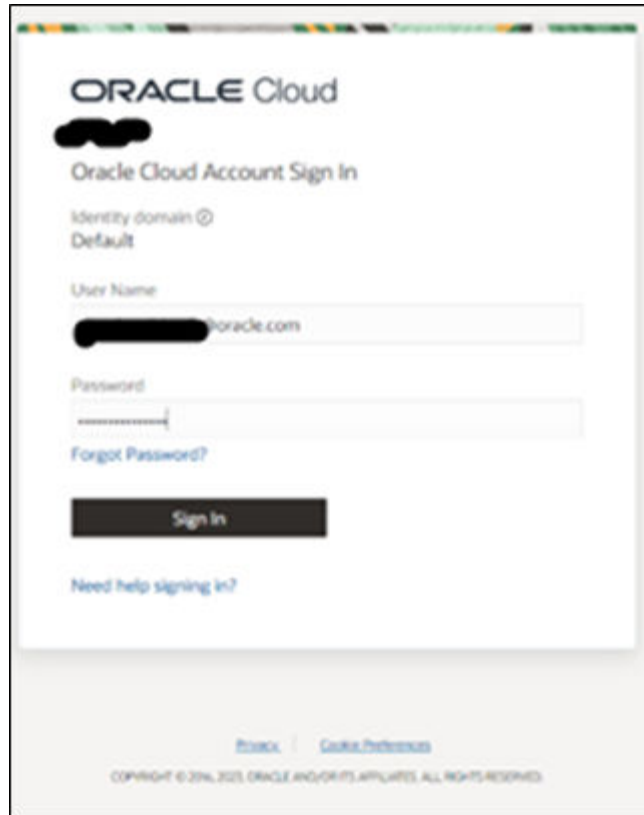 ORACLE Cloud
Oracle Cloud Account Sign In
Identity domain
Default
User Name
@oracle.com
Password
Forgot Password?
Sign In
Need help signing in?
Privacy
Cookie Preferences
COPYRIGHT © 2016, 2023, ORACLE AND/OR ITS AFFILIATES. ALL RIGHTS RESERVED.